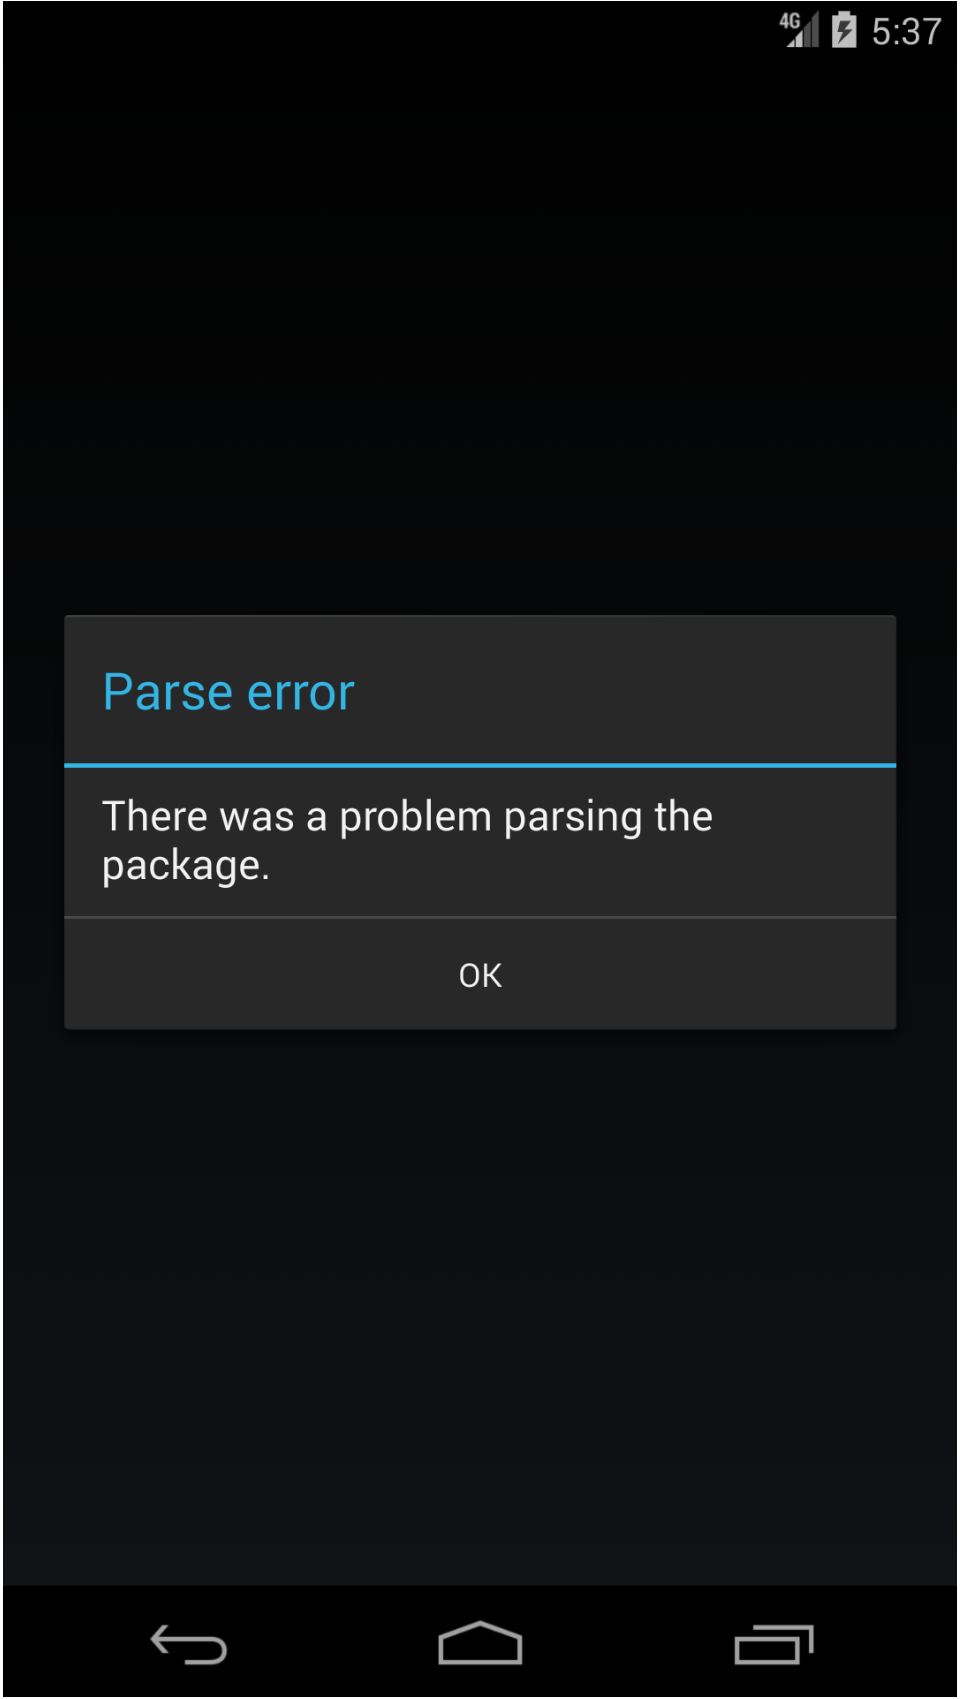 4G 5:37
Parse error
There was a problem parsing the
package.
OK